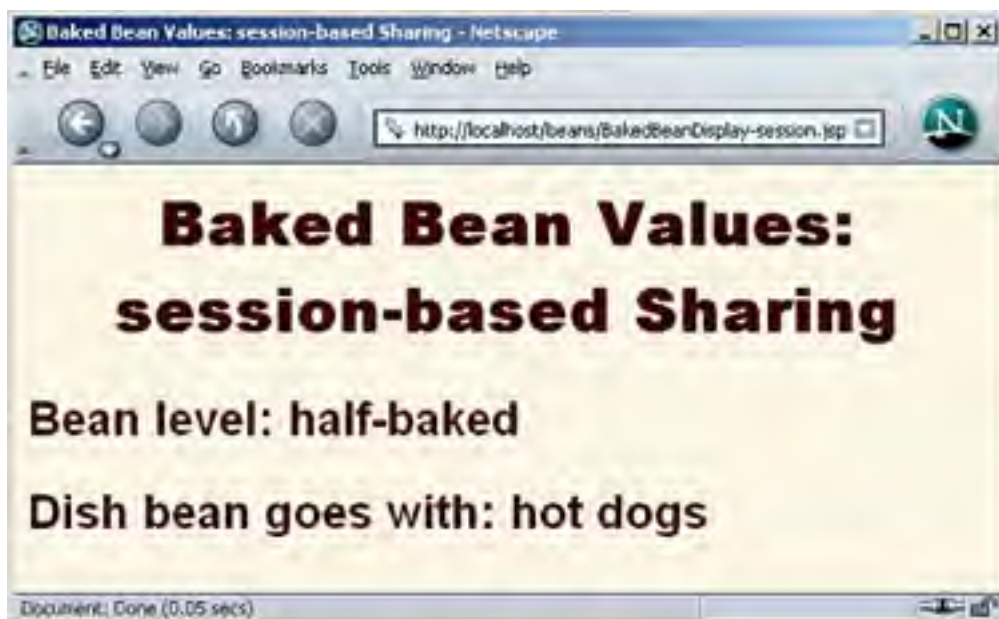 Baked Bean Values: session-based Sharing - Netscape
File Edit View Go Bookmarks Tools Window Help
http://localhost/beans/BakedBeanDisplay-session.jsp
N
Baked Bean Values:
session-based Sharing
Bean level: half-baked
Dish bean goes with: hot dogs
Document: Done (0.05 secs)